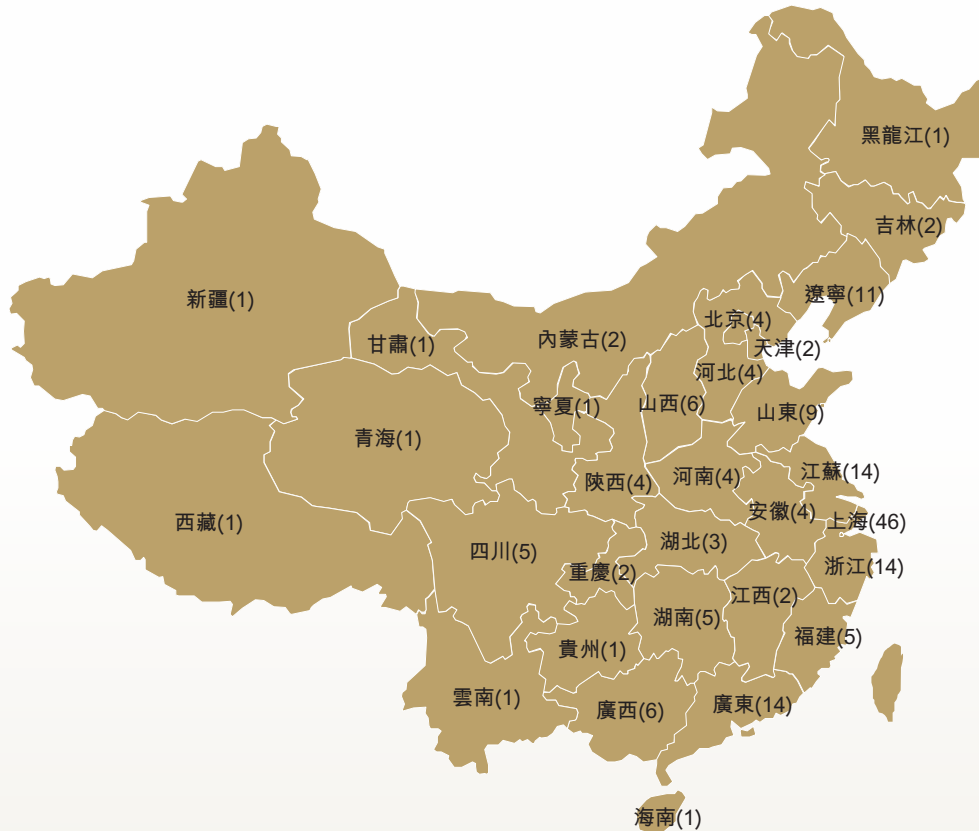 黑龍江(1)
吉林(2)
遼寧(11)
新疆(1)
北京(4)
內蒙古(2)
甘肅(1)
天津(2)
河北(4)
寧夏(1)
山西(6)
山東(9)
青海(1)
江蘇(14)
河南(4)
陝西(4)
安徽(4)
西藏(1)
上海(46)
湖北(3)
四川(5)
浙江(14)
重慶(2)
江西(2)
湖南(5)
福建(5)
貴州(1)
雲南(1)
廣東(14)
廣西(6)
海南(1)